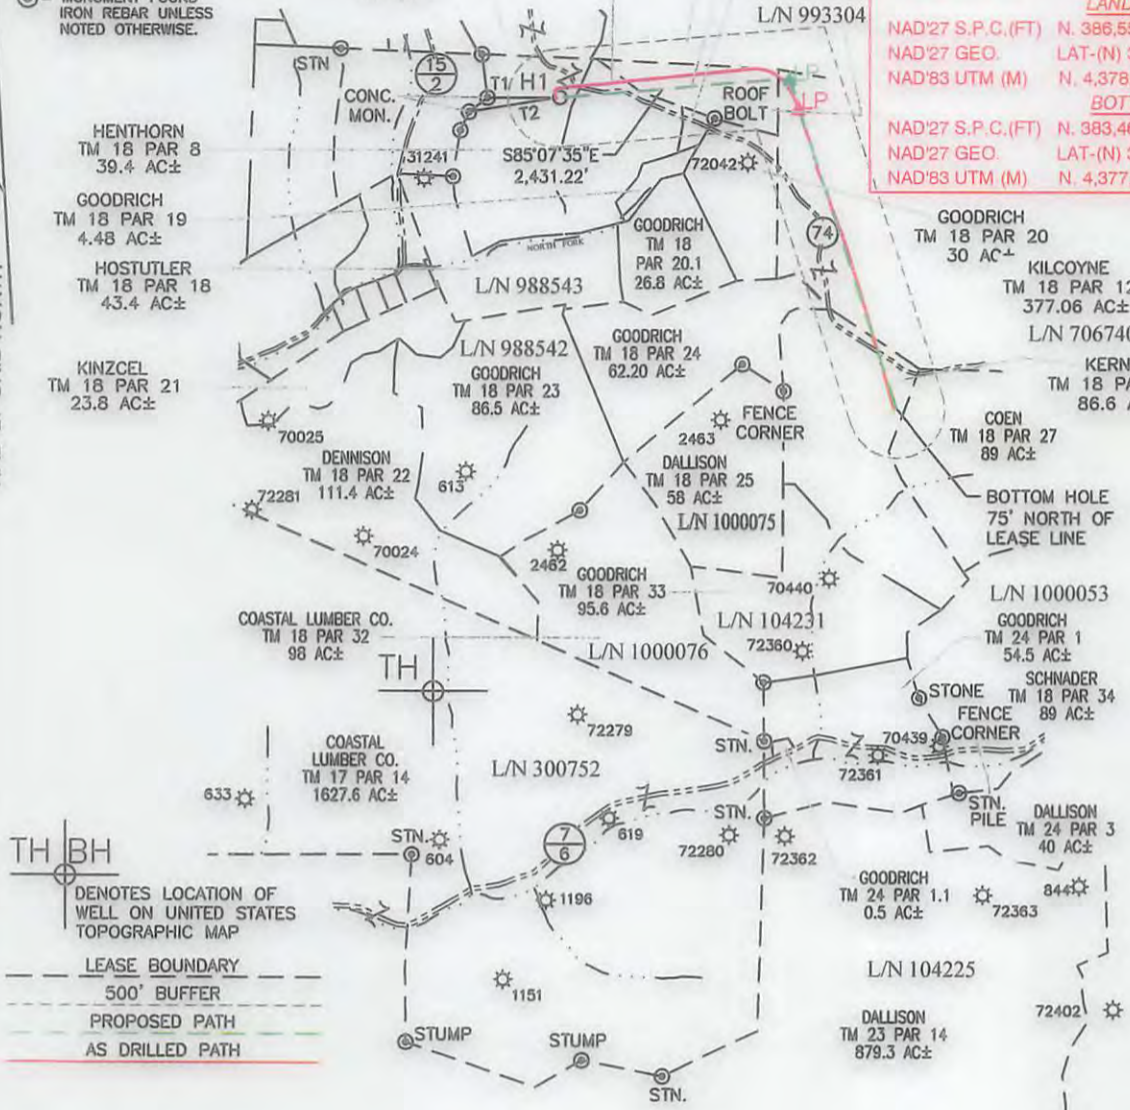 MONUMENT FOUND
IRON REBAR UNLESS
NOTED OTHERWISE.
L/N 993304
NAD'27 S.P.C.(FT)
NAD'27 GEO.
LAT-(N)
NAD'83 UTM (M)
NAD'27 S.P.C.(FT)
NAD'27 GEO.
LAT-(N)
NAD'83 UTM (M)
STN
15
2
T1
H1
T2
CONC.
MON.
ROOF
BOLT
LP
LP
HENTHORN
TM 18 PAR 8
39.4 AC±
31241
S85°07'35"E
2,431.22'
72042
GOODRICH
TM 18 PAR 19
4.48 AC±
GOODRICH
TM 18
PAR 20.1
26.8 AC±
74
GOODRICH
TM 18 PAR 20
30 AC±
NORTH FORK
HOSTUTLER
TM 18 PAR 18
43.4 AC±
L/N 988543
KILCOYNE
TM 18 PAR 12
377.06 AC±
L/N 706740
KINZCEL
TM 18 PAR 21
23.8 AC±
L/N 988542
GOODRICH
TM 18 PAR 23
86.5 AC±
GOODRICH
TM 18 PAR 24
62.20 AC±
KERN
86.6
70025
2463
FENCE
CORNER
COEN
TM 18 PAR 27
89 AC±
DENNISON
TM 18 PAR 22
111.4 AC±
613
DALLISON
TM 18 PAR 25
58 AC±
L/N 1000075
72281
70024
BOTTOM HOLE
75' NORTH OF
LEASE LINE
2462
GOODRICH
TM 18 PAR 33
95.6 AC±
70440
L/N 1000053
COASTAL LUMBER CO.
TM 18 PAR 32
98 AC±
L/N 104231
72360
GOODRICH
TM 24 PAR 1
54.5 AC±
TH
L/N 1000076
STONE
SCHNADER
TM 18 PAR 34
89 AC±
72279
STN.
70439
FENCE
CORNER
COASTAL
LUMBER CO.
TM 17 PAR 14
1627.6 AC±
L/N 300752
72361
633
STN.
PILE
DALLISON
TM 24 PAR 3
40 AC±
STN.
604
7
6
619
STN.
72280
72362
TH BH
DENOTES LOCATION OF
WELL ON UNITED STATES
TOPOGRAPHIC MAP
1196
GOODRICH
TM 24 PAR 1.1
0.5 AC±
72363
844
LEASE BOUNDARY
500' BUFFER
PROPOSED PATH
AS DRILLED PATH
1151
L/N 104225
72402
STUMP
STUMP
STN.
DALLISON
TM 23 PAR 14
879.3 AC±